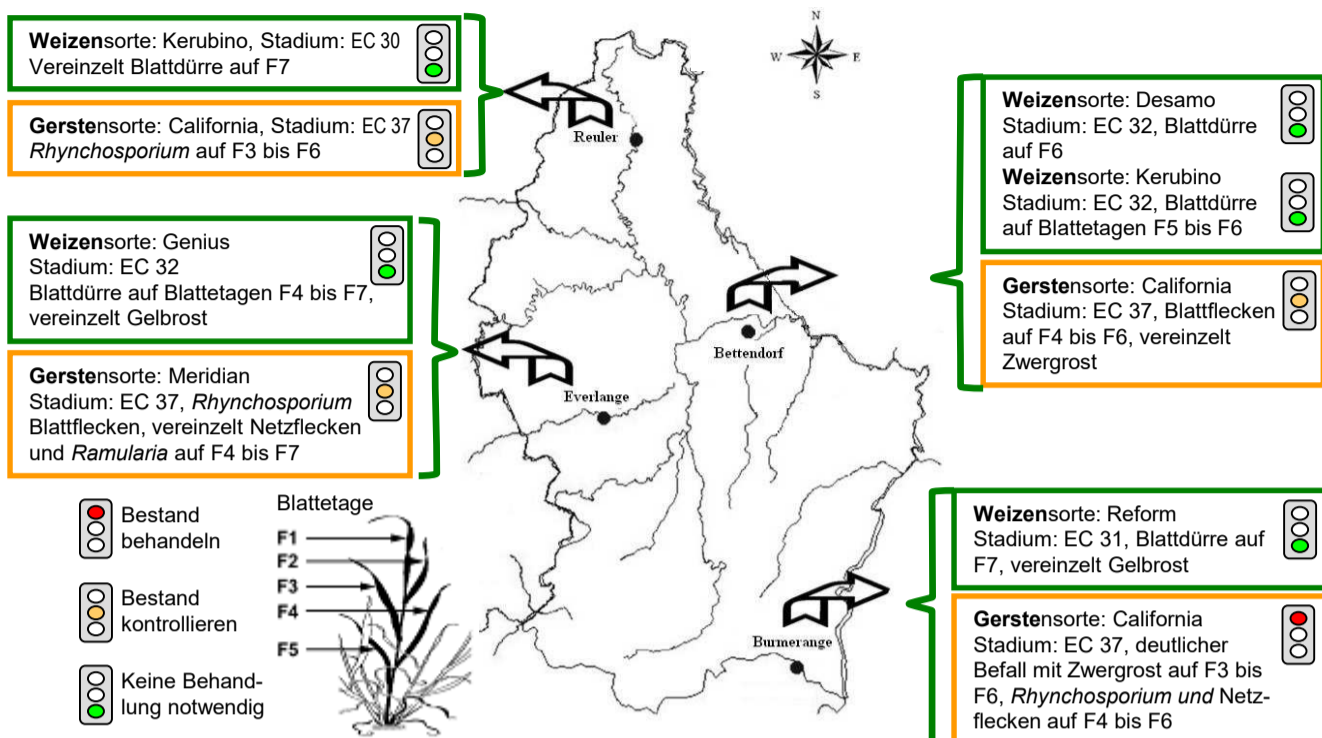 Weizensorte: Kerubino, Stadium: EC 30
Vereinzelt Blattdürre auf F7
Gerstensorte: California, Stadium: EC 37
Rhynchosporium auf F3 bis F6
Weizensorte: Genius
Stadium: EC 32
Blattdürre auf Blattetagen F4 bis F7,
vereinzelt Gelbrost
Gerstensorte: Meridian
Stadium: EC 37, Rhynchosporium
Blattflecken, vereinzelt Netzflecken
und Ramularia auf F4 bis F7
Bestand
behandeln
Bestand
kontrollieren
Keine Behand-
lung notwendig
Blattetage
F1
F2
F3
F4
F5
N
W E
S
Reuler
Bettendorf
Everlange
Burmerange
Weizensorte: Desamo
Stadium: EC 32, Blattdürre
auf F6
Weizensorte: Kerubino
Stadium: EC 32, Blattdürre
auf Blattetagen F5 bis F6
Gerstensorte: California
Stadium: EC 37, Blattflecken
auf F4 bis F6, vereinzelt
Zwergrost
Weizensorte: Reform
Stadium: EC 31, Blattdürre auf
F7, vereinzelt Gelbrost
Gerstensorte: California
Stadium: EC 37, deutlicher
Befall mit Zwergrost auf F3 bis
F6, Rhynchosporium und Netz-
flecken auf F4 bis F6